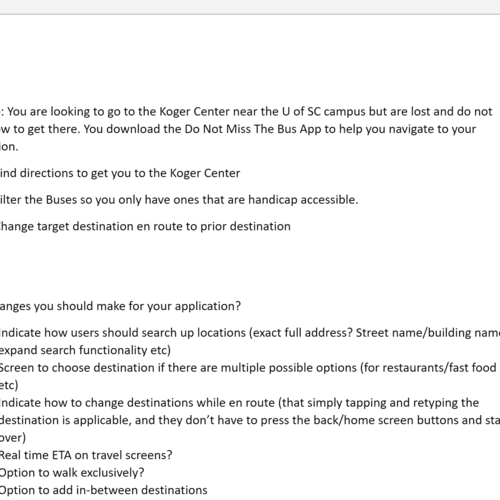 : You are looking to go to the Koger Center near the U of SC campus but are lost and do not
w to get there. You download the Do Not Miss The Bus App to help you navigate to your
ion.
ind directions to get you to the Koger Center
ilter the Buses so you only have ones that are handicap accessible.
hange target destination en route to prior destination
anges you should make for your application?
Indicate how users should search up locations (exact full address? Street name/building nam
expand search functionality etc)
Screen to choose destination if there are multiple possible options (for restaurants/fast food
etc)
Indicate how to change destinations while en route (that simply tapping and retyping the
destination is applicable, and they don't have to press the back/home screen buttons and sta
over)
Real time ETA on travel screens?
Option to walk exclusively?
Option to add in-between destinations